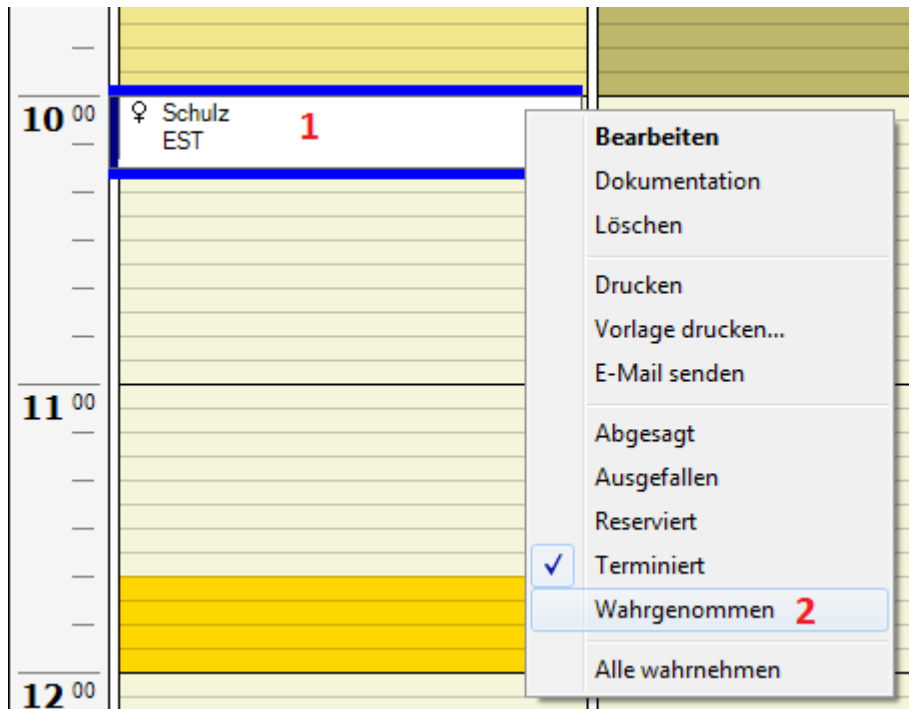 10 00
♀ Schulz
EST
1
Bearbeiten
Dokumentation
Löschen
Drucken
Vorlage drucken...
E-Mail senden
11 00
Abgesagt
Ausgefallen
Reserviert
✓ Terminiert
Wahrgenommen 2
Alle wahrnehmen
12 00